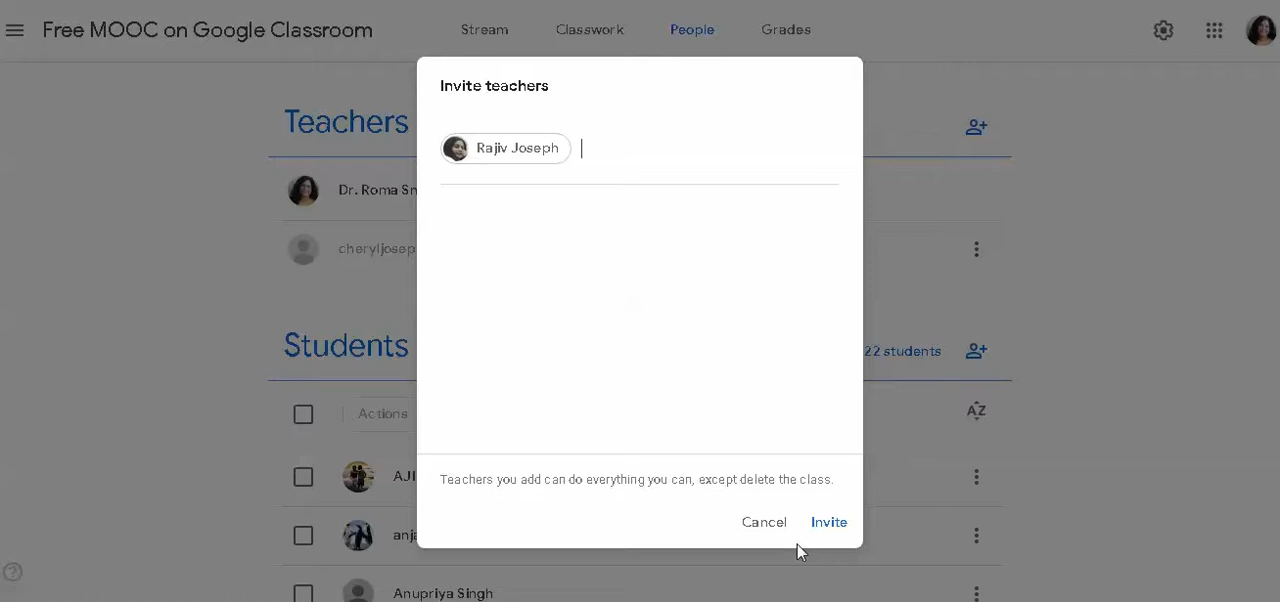 Free MOOC on Google Classroom
Stream
Classwork
People
Grades
Invite teachers
Rajiv Joseph
Teachers
Dr. Roma
cheryljosep
Students
22 students
Actions
AZ
AJI
anja
Anupriya Singh
Teachers you add can do everything you can, except delete the class.
Cancel
Invite